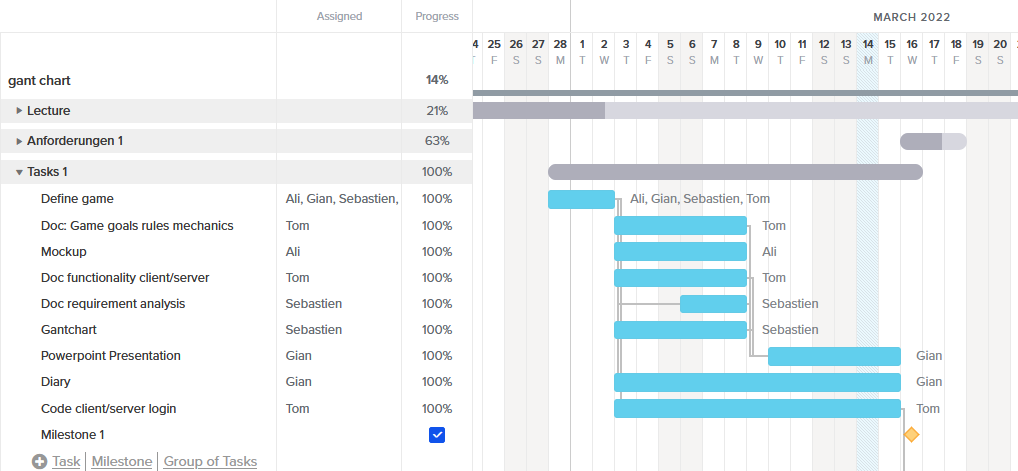 Assigned Progress MARCH 2022
4 25 26 27 28 1 2 3 4 5 6 7 8 9 10 11 12 13 14 15 16 17 18 19 20
F S S M T W T F S S M T W T F S S M T W T F S S
gant chart 14%
Lecture 21%
Anforderungen 1 63%
Tasks 1 100%
Define game Ali, Gian, Sebastien, 100% Ali, Gian, Sebastien, Tom
Doc: Game goals rules mechanics Tom 100% Tom
Mockup Ali 100% Ali
Doc functionality client/server Tom 100% Tom
Doc requirement analysis Sebastien 100% Sebastien
Gantchart Sebastien 100% Sebastien
Powerpoint Presentation Gian 100% Gian
Diary Gian 100% Gian
Code client/server login Tom 100% Tom
Milestone 1
Task Milestone Group of Tasks